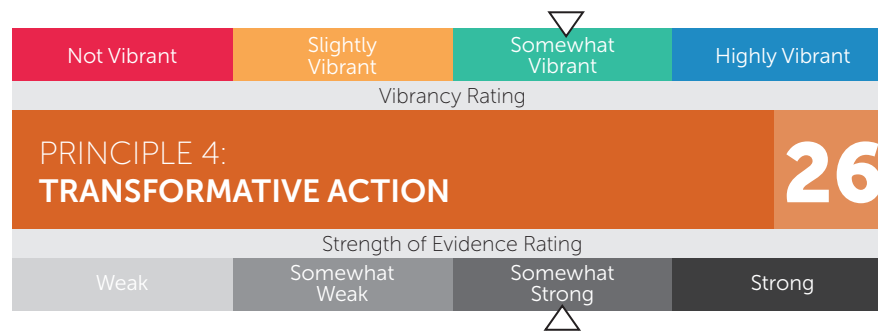 Not Vibrant
Slightly
Vibrant
Somewhat
Vibrant
Highly Vibrant
Vibrancy Rating
PRINCIPLE 4:
TRANSFORMATIVE ACTION
26
Strength of Evidence Rating
Weak
Somewhat
Weak
Somewhat
Strong
Strong